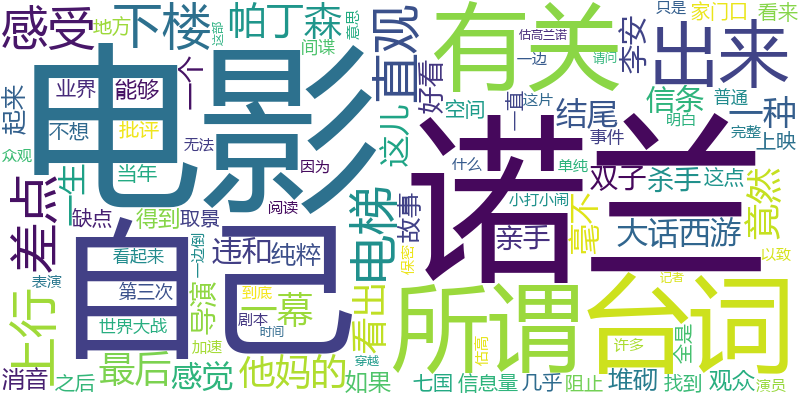 感受
地方
下楼
帕丁森
这部
间谍
意思
直观
有关
估高兰诺
一边
李安
只是
家门口
看来
请问
出来
业界
能够
一个
好看
空间
一直
这片
信条
普通
一种
起来
不想
批评
电影
这儿
结尾
事件
明白
完整
上映
众观
当年
无法
因为
诺兰
什么
单纯
双子
杀手
这点
竟然
差点
一生
缺点
得到
取景
阅读
电梯
故事
小打小闹
亲手
毫不
大话西游
看起来
一边倒
违和
纯粹
保密
以致
自己
表演
第三次
到底
记者
上行
世界大战
导演
一幕
看出
所谓
台词
剧本
时间
估高
许多
全是
消音
之后
最后
感觉
加速
他妈的
穿越
如果
七国
信息量
几乎
阻止
堆砌
找到
观众
演员